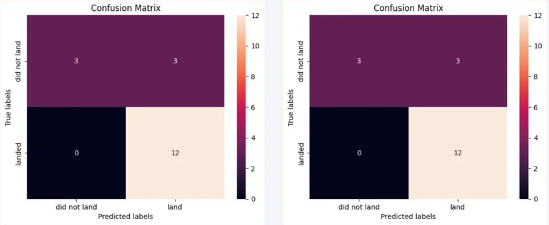 Confusion Matrix
True labels
did not land
landed
3
3
0
12
did not land
land
Predicted labels
12
10
8
6
4
2
0
Confusion Matrix
True labels
did not land
landed
3
3
0
12
did not land
land
Predicted labels
12
10
8
6
4
2
0